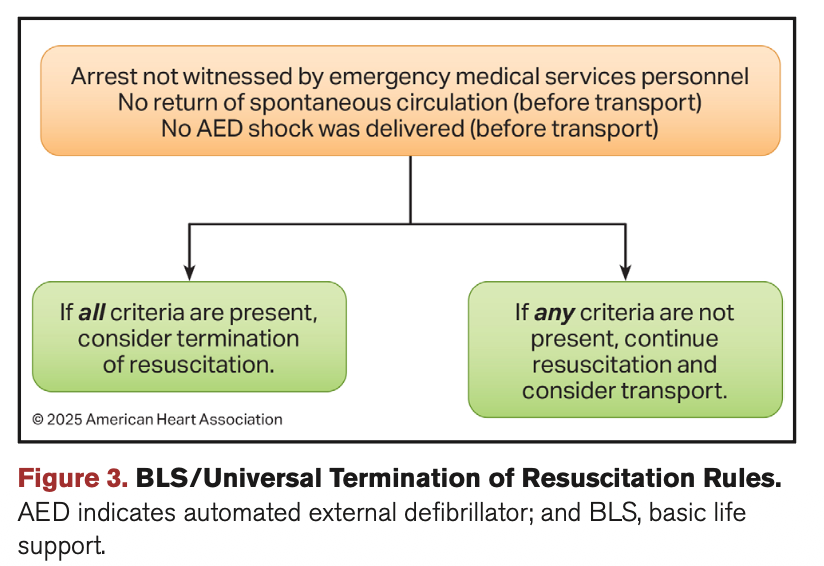 Arrest not witnessed by emergency medical services personnel
No return of spontaneous circulation (before transport)
No AED shock was delivered (before transport)
If all criteria are present,
consider termination
of resuscitation.
If any criteria are not
present, continue
resuscitation and
consider transport.
© 2025 American Heart Association
Figure 3. BLS/Universal Termination of Resuscitation Rules.
AED indicates automated external defibrillator; and BLS, basic life
support.